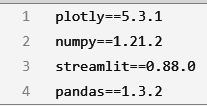 1 plotly==5.3.1
2 numpy==1.21.2
3 streamlit==0.88.0
4 pandas==1.3.2